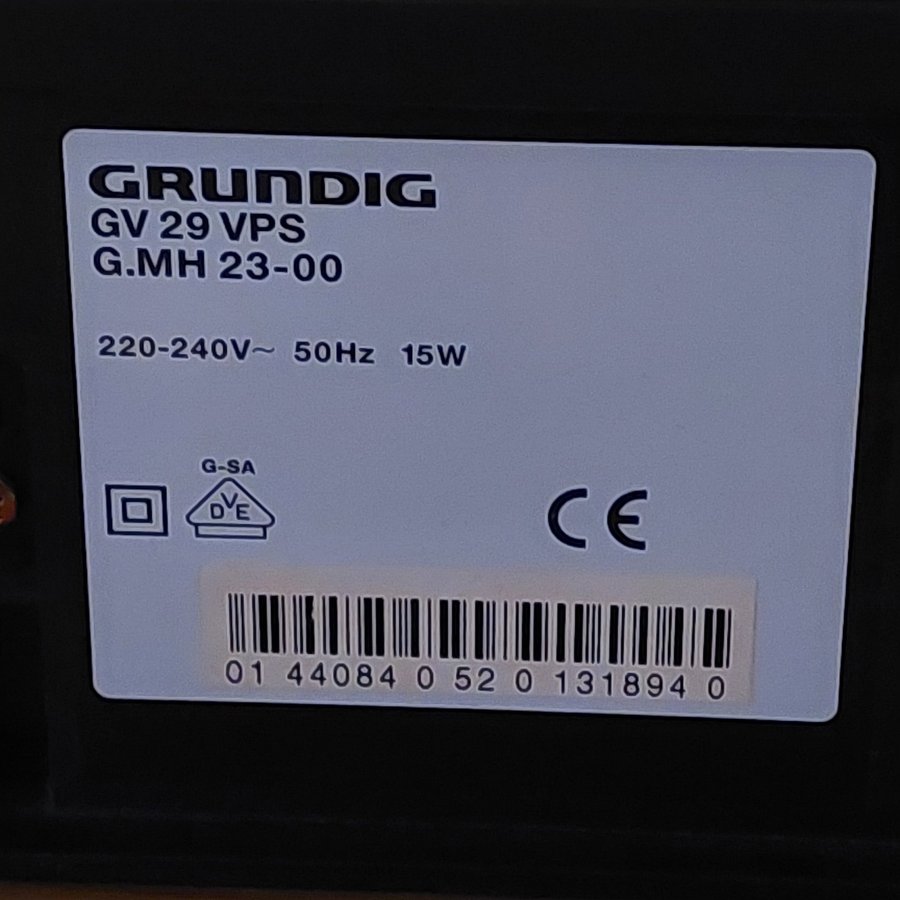 GRUNDIG
GV 29 VPS
G.MH 23-00
220-240V~ 50Hz 15W
G-SA
DVE
CE
01 44084 0 52 0 131894 0